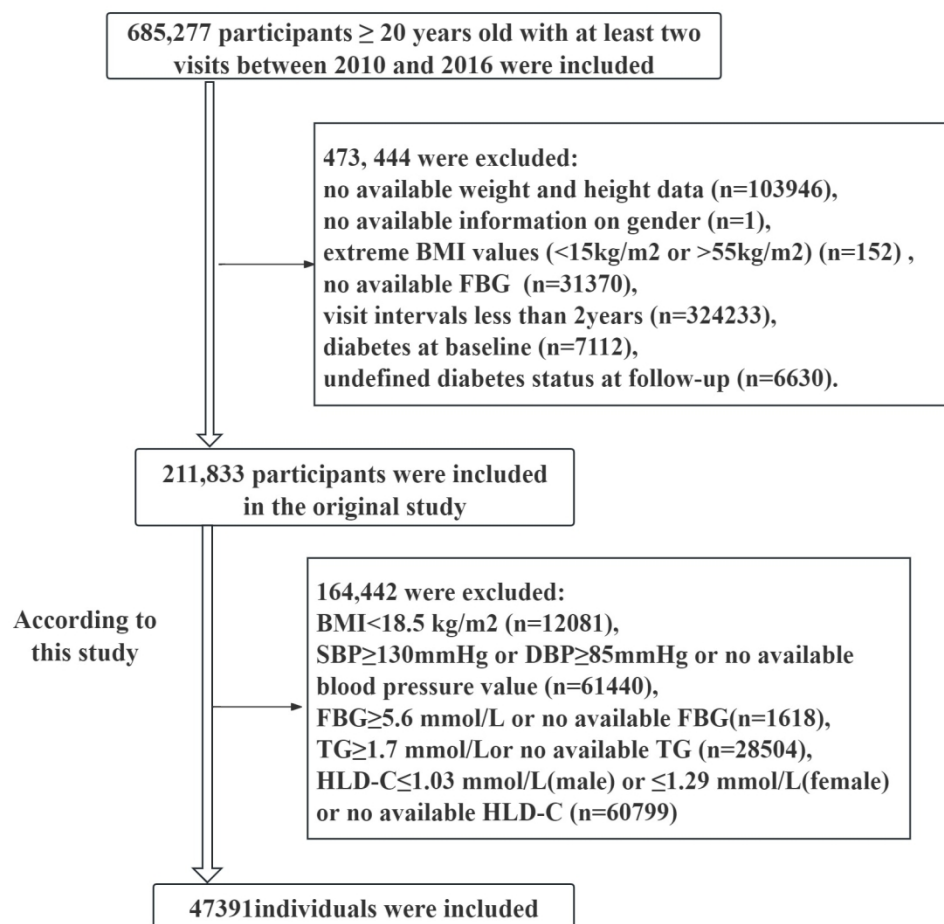 685,277 participants ≥ 20 years old with at least two
visits between 2010 and 2016 were included
473, 444 were excluded:
no available weight and height data (n=103946),
no available information on gender (n=1),
extreme BMI values (<15kg/m2 or >55kg/m2) (n=152) ,
no available FBG (n=31370),
visit intervals less than 2years (n=324233),
diabetes at baseline (n=7112),
undefined diabetes status at follow-up (n=6630).
211,833 participants were included
in the original study
According to
this study
164,442 were excluded:
BMI<18.5 kg/m2 (n=12081),
SBP≥130mmHg or DBP≥85mmHg or no available
blood pressure value (n=61440),
FBG≥5.6 mmol/L or no available FBG(n=1618),
TG≥1.7 mmol/Lor no available TG (n=28504),
HLD-C≤1.03 mmol/L(male) or ≤1.29 mmol/L(female)
or no available HLD-C (n=60799)
47391individuals were included